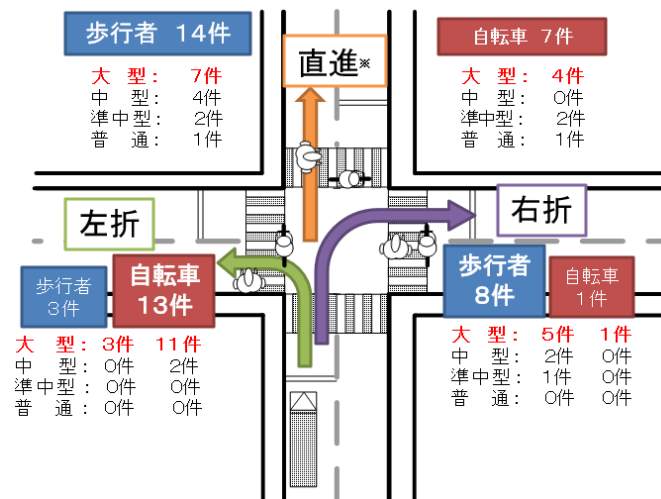 歩行者 14件
大 型： 7件
中 型： 4件
準中型： 2件
普 通： 1件
直進※
自転車 7件
大 型： 4件
中 型： 0件
準中型： 2件
普 通： 1件
左折
右折
歩行者
3件
自転車
13件
大 型： 3件 11件
中 型： 0件 2件
準中型： 0件 0件
普 通： 0件 0件
歩行者
8件
自転車
1件
大 型： 5件 1件
中 型： 2件 0件
準中型： 1件 0件
普 通： 0件 0件